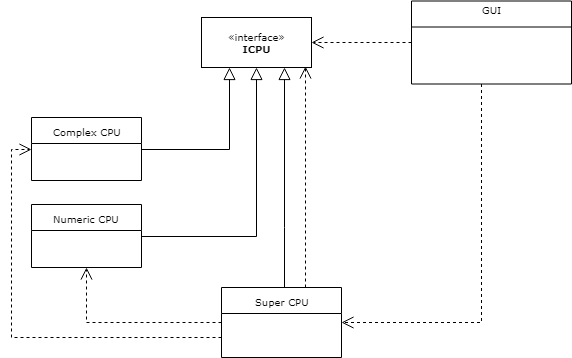 GUI
«interface»
ICPU
Complex CPU
Numeric CPU
Super CPU